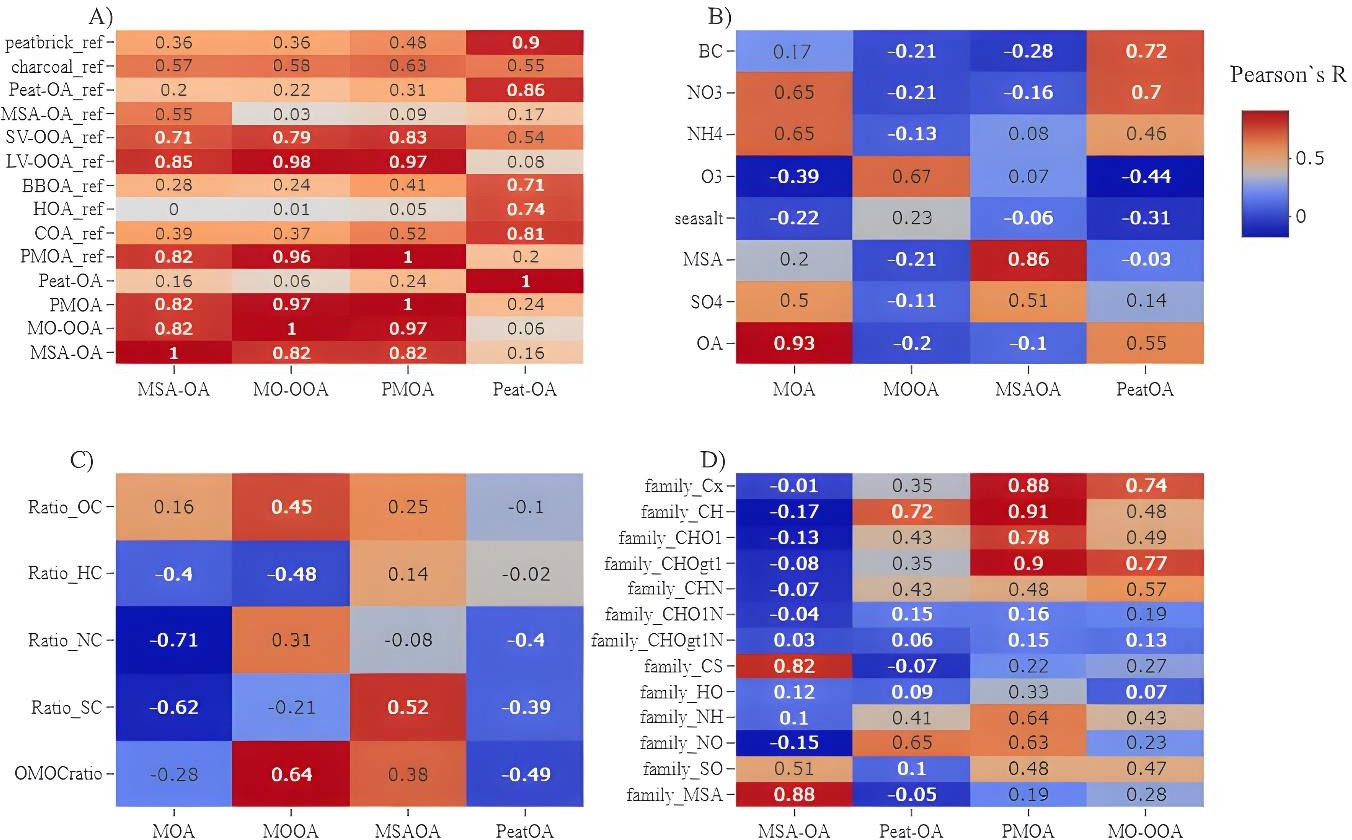 A)
peatbrick_ref 0.36 0.36 0.48 0.9
charcoal_ref 0.57 0.58 0.63 0.55
Peat-OA_ref 0.2 0.22 0.31 0.86
MSA-OA_ref 0.55 0.03 0.09 0.17
SV-OOA_ref 0.71 0.79 0.83 0.54
LV-OOA_ref 0.85 0.98 0.97 0.08
BBOA_ref 0.28 0.24 0.41 0.71
HOA_ref 0 0.01 0.05 0.74
COA_ref 0.39 0.37 0.52 0.81
PMOA_ref 0.82 0.96 1 0.2
Peat-OA 0.16 0.06 0.24 1
PMOA 0.82 0.97 1 0.24
MO-OOA 0.82 1 0.97 0.06
MSA-OA 1 0.82 0.82 0.16
MSA-OA MO-OOA PMOA Peat-OA
B)
BC 0.17 -0.21 -0.28 0.72
NO3 0.65 -0.21 -0.16 0.7
NH4 0.65 -0.13 0.08 0.46
O3 -0.39 0.67 0.07 -0.44
seasalt -0.22 0.23 -0.06 -0.31
MSA 0.2 -0.21 0.86 -0.03
SO4 0.5 -0.11 0.51 0.14
OA 0.93 -0.2 -0.1 0.55
MOA MOOA MSAOA PeatOA
Pearson`s R
0.5
0
C)
Ratio_OC 0.16 0.45 0.25 -0.1
Ratio_HC -0.4 -0.48 0.14 -0.02
Ratio_NC -0.71 0.31 -0.08 -0.4
Ratio_SC -0.62 -0.21 0.52 -0.39
OMOCratio -0.28 0.64 0.38 -0.49
MOA MOOA MSAOA PeatOA
D)
family_Cx -0.01 0.35 0.88 0.74
family_CH -0.17 0.72 0.91 0.48
family_CHO1 -0.13 0.43 0.78 0.49
family_CHOgt1 -0.08 0.35 0.9 0.77
family_CHN -0.07 0.43 0.48 0.57
family_CHO1N -0.04 0.15 0.16 0.19
family_CHOgt1N 0.03 0.06 0.15 0.13
family_CS 0.82 -0.07 0.22 0.27
family_HO 0.12 0.09 0.33 0.07
family_NH 0.1 0.41 0.64 0.43
family_NO -0.15 0.65 0.63 0.23
family_SO 0.51 0.1 0.48 0.47
family_MSA 0.88 -0.05 0.19 0.28
MSA-OA Peat-OA PMOA MO-OOA